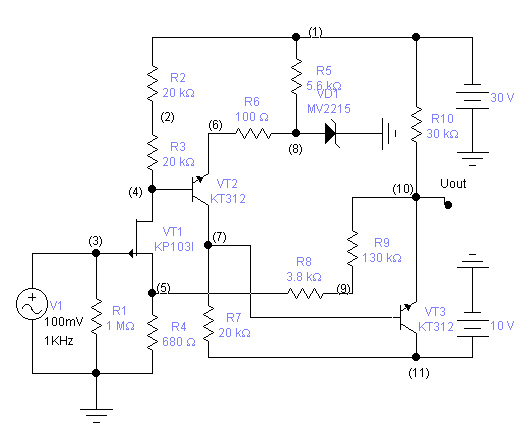 (1)
R2
20 kΩ
R5
5.6 kΩ
VD1
MV2215
30 V
R6
100 Ω
(2)
R10
30 kΩ
(6)
(8)
R3
20 kΩ
(4)
VT2
KT312
(10)
Uout
VT1
KP103I
(3)
(7)
R9
130 kΩ
R8
3.8 kΩ
(5)
(9)
V1
100mV
1KHz
R1
1 MΩ
R4
680 Ω
R7
20 kΩ
VT3
KT312
10 V
(11)